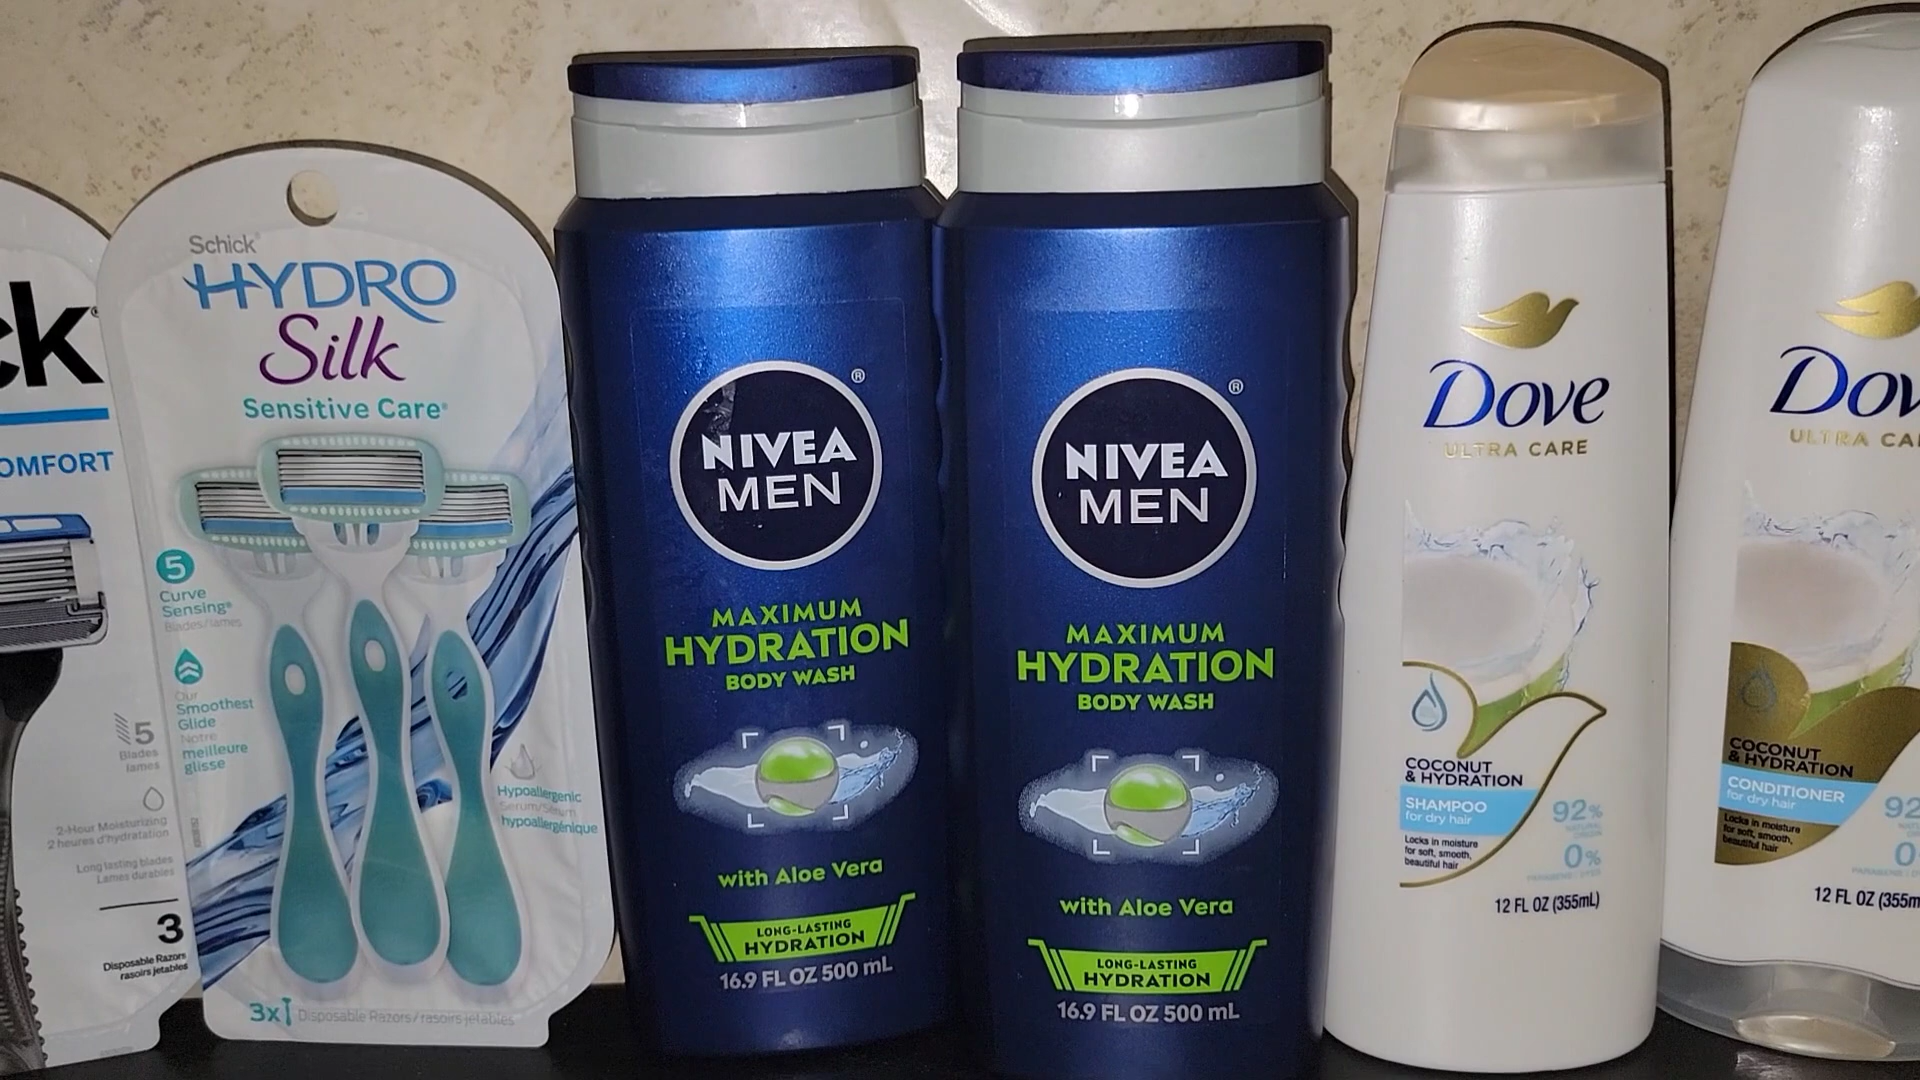 ck
OMFORT
5
Blades
lames
2-Hour Moisturizing
2 heures d'hydratation
Long lasting blades
Lames durables
3
Disposable Razors
rasoirs jetables
Schick®
HYDRO
Silk
Sensitive Care®
5
Curve
Sensing®
Blades/lames
Our
Smoothest
Glide
Notre
meilleure
glisse
Hypoallergenic
Serum/Sérum
hypoallergénique
3x Disposable Razors / rasoirs jetables
®
NIVEA
MEN
MAXIMUM
HYDRATION
BODY WASH
with Aloe Vera
LONG-LASTING
HYDRATION
16.9 FL OZ 500 mL
®
NIVEA
MEN
MAXIMUM
HYDRATION
BODY WASH
with Aloe Vera
LONG-LASTING
HYDRATION
16.9 FL OZ 500 mL
Dove
ULTRA CARE
COCONUT
& HYDRATION
SHAMPOO
for dry hair
Locks in moisture
for soft, smooth,
beautiful hair
92%
NATURAL
ORIGIN
0%
PARABENS | DYES
12 FL OZ (355mL)
Dov
ULTRA CA
COCONUT
& HYDRATION
CONDITIONER
for dry hair
Locks in moisture
for soft, smooth,
beautiful hair
92
0
12 FL OZ (355m